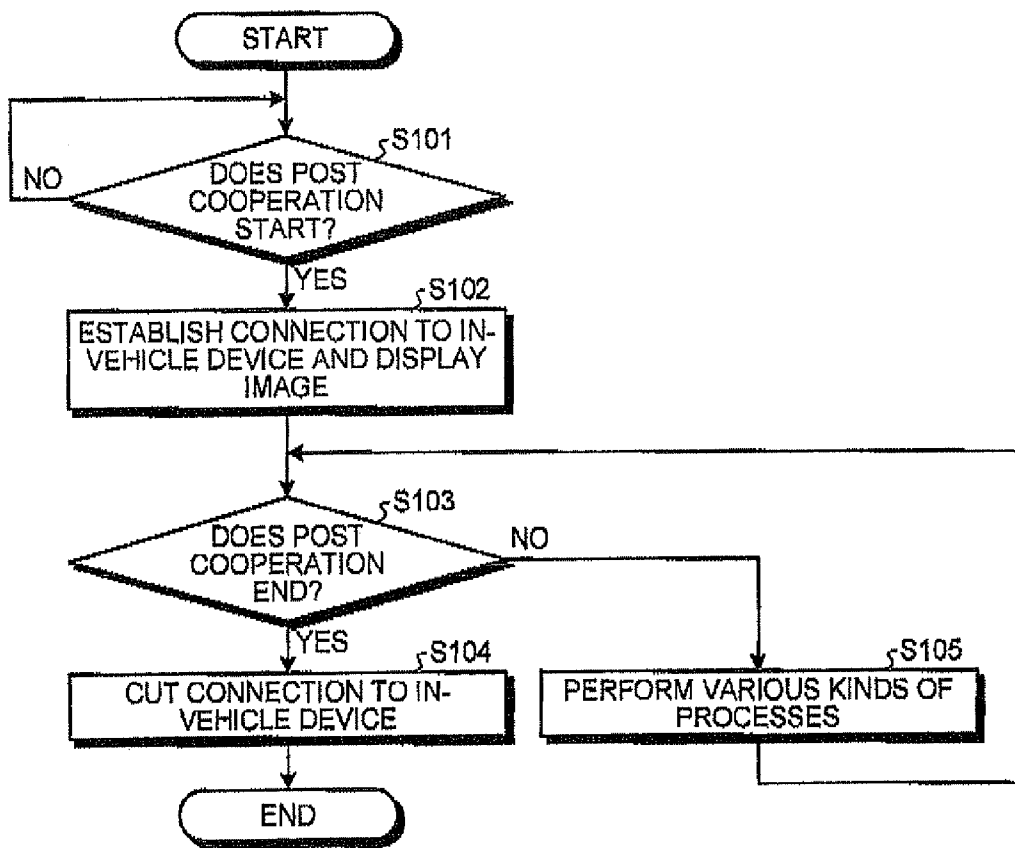 START
S101
NO
DOES POST
COOPERATION
START?
YES
S102
ESTABLISH CONNECTION TO IN-
VEHICLE DEVICE AND DISPLAY
IMAGE
S103
DOES POST
COOPERATION
END?
NO
YES
S104
CUT CONNECTION TO IN-
VEHICLE DEVICE
S105
PERFORM VARIOUS KINDS OF
PROCESSES
END